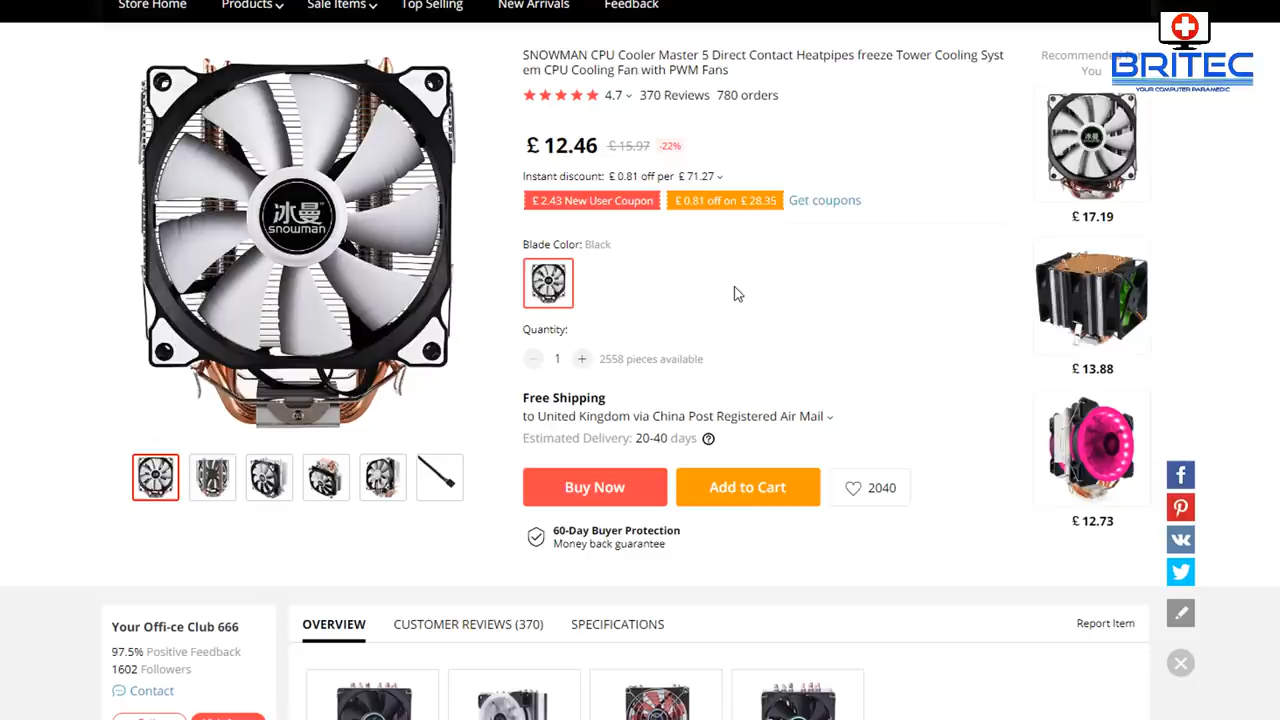 Store Home Products Sale Items Top Selling New Arrivals Feedback
BRITEC
YOUR COMPUTER PARAMEDIC
SNOWMAN CPU Cooler Master 5 Direct Contact Heatpipes freeze Tower Cooling Syst
em CPU Cooling Fan with PWM Fans
4.7 370 Reviews 780 orders
£ 12.46 £ 15.97 -22%
Instant discount: £ 0.81 off per £ 71.27
£ 2.43 New User Coupon £ 0.81 off on £ 28.35 Get coupons
Blade Color: Black
Quantity:
1 + 2558 pieces available
Free Shipping
to United Kingdom via China Post Registered Air Mail
Estimated Delivery: 20-40 days ?
Buy Now Add to Cart 2040
60-Day Buyer Protection
Money back guarantee
冰曼
snowman
Recommended
You
冰曼
£ 17.19
£ 13.88
£ 12.73
Your Offi-ce Club 666
97.5% Positive Feedback
1602 Followers
Contact
OVERVIEW CUSTOMER REVIEWS (370) SPECIFICATIONS Report Item